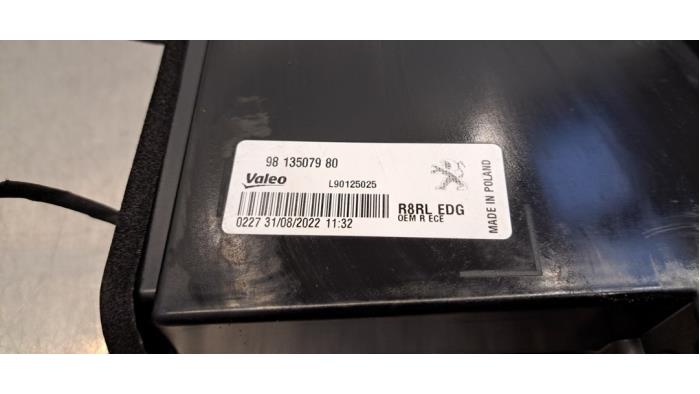 98 135079 80
Valeo
L90125025
R8RL EDG
OEM R ECE
0227 31/08/2022 11:32
MADE IN POLAND